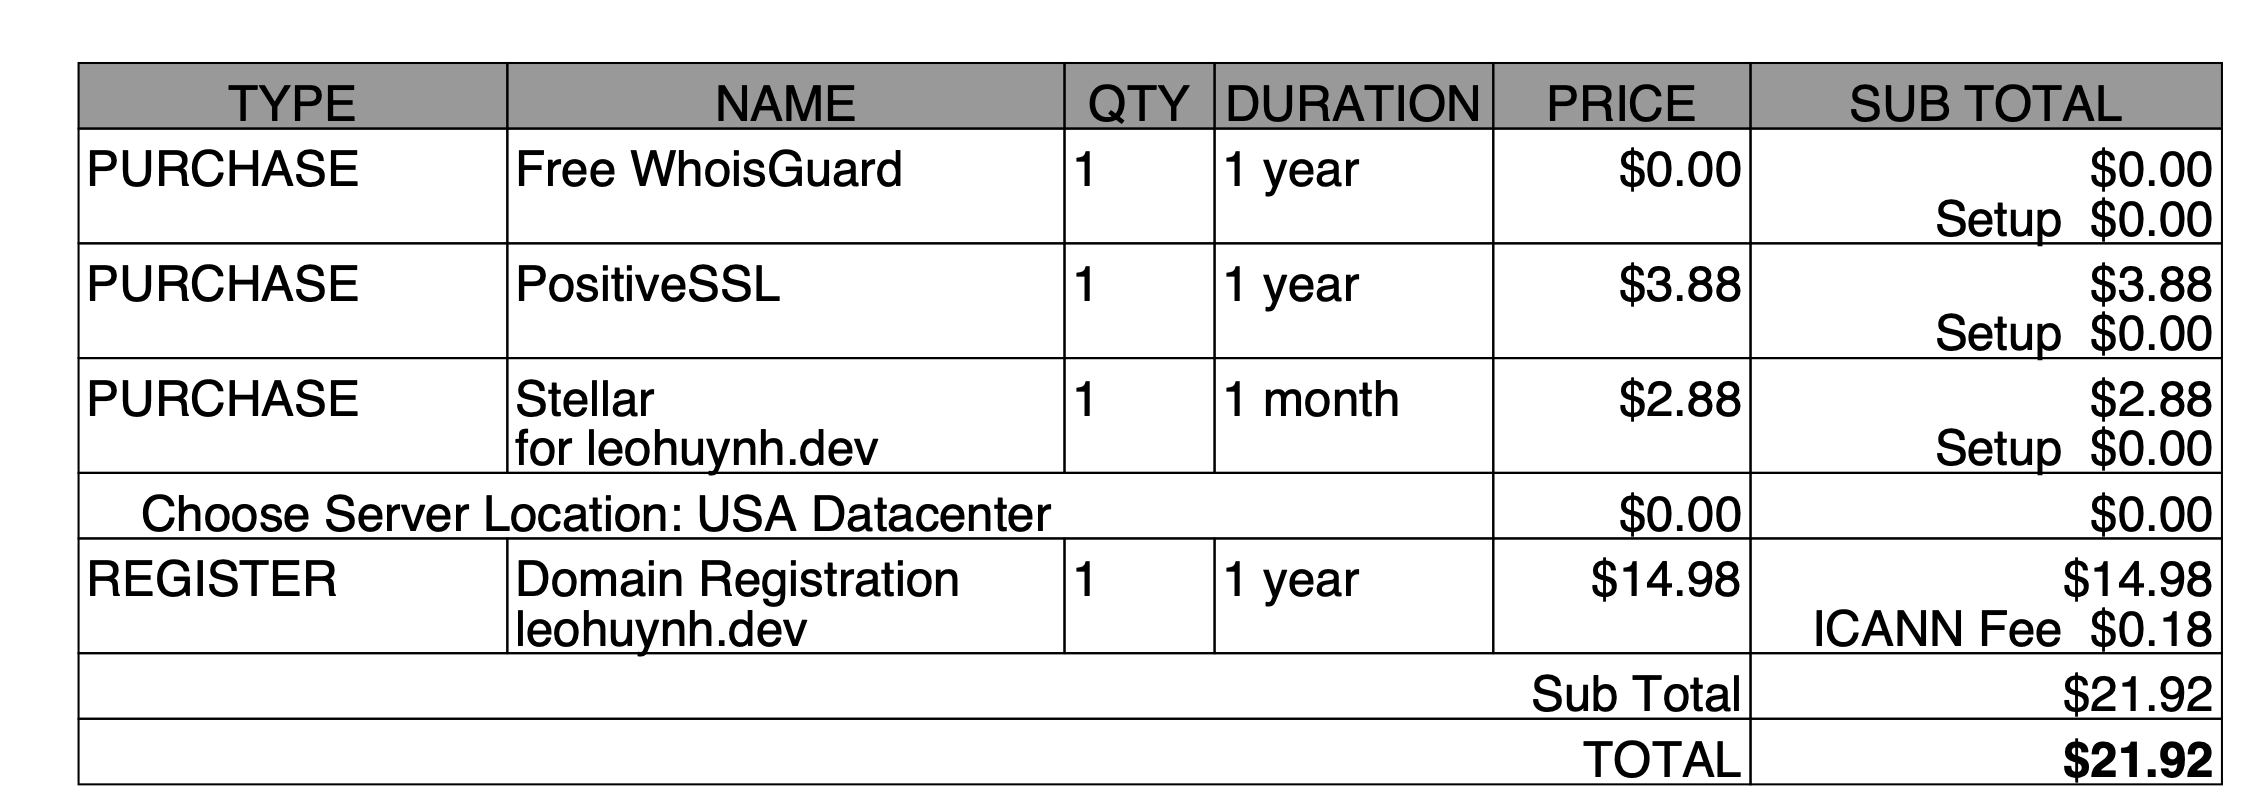 TYPE NAME QTY DURATION PRICE SUB TOTAL
PURCHASE Free WhoisGuard 1 1 year $0.00 $0.00
Setup $0.00
PURCHASE PositiveSSL 1 1 year $3.88 $3.88
Setup $0.00
PURCHASE Stellar 1 1 month $2.88 $2.88
for leohuynh.dev Setup $0.00
Choose Server Location: USA Datacenter $0.00 $0.00
REGISTER Domain Registration 1 1 year $14.98 $14.98
leohuynh.dev ICANN Fee $0.18
Sub Total $21.92
TOTAL $21.92